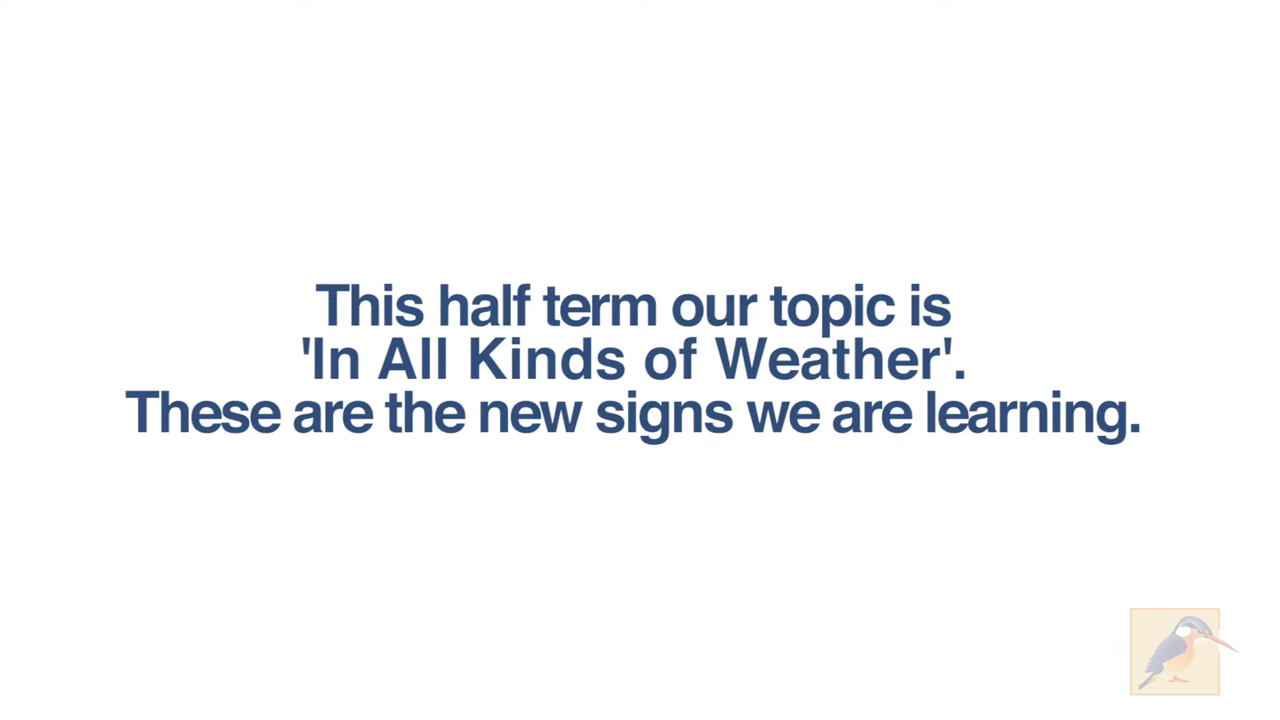 This half term our topic is
'In All Kinds of Weather'.
These are the new signs we are learning.